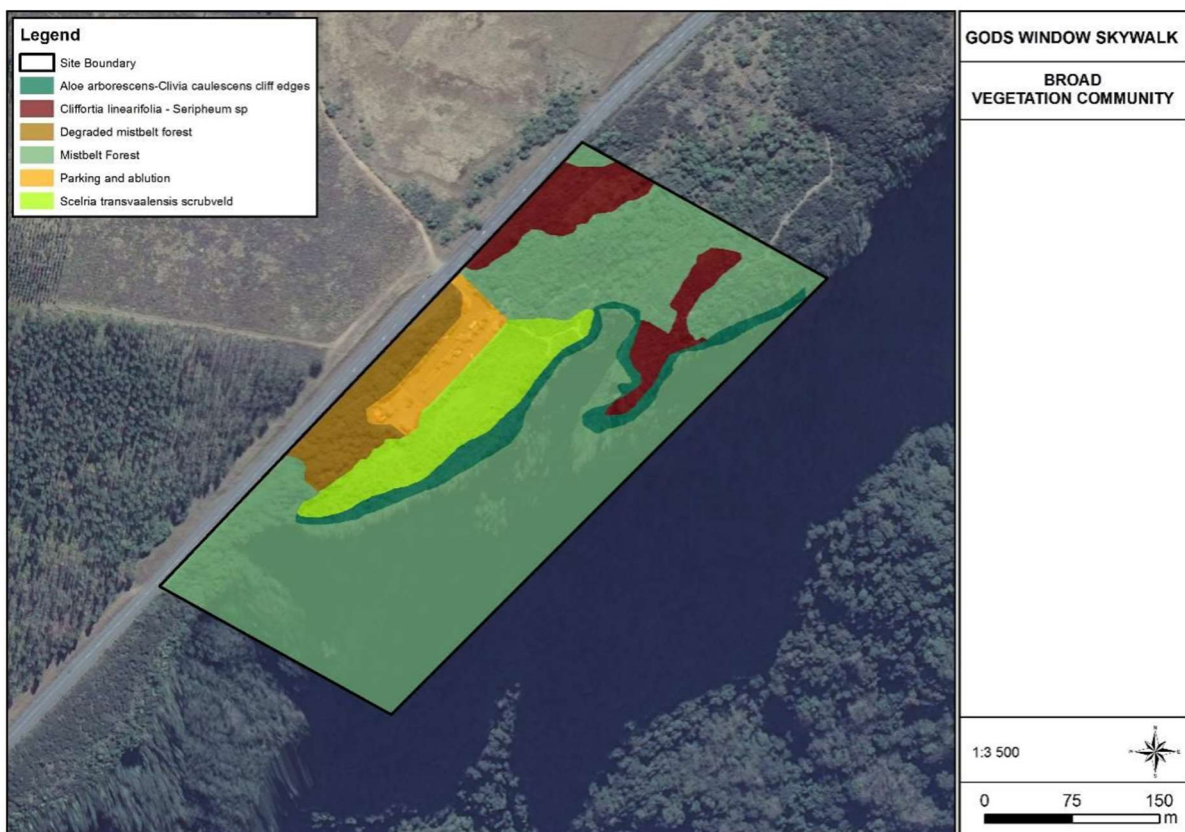 Legend
Site Boundary
Aloe arborescens-Clivia caulescens cliff edges
Cliffortia linearifolia - Seripheum sp
Degraded mistbelt forest
Mistbelt Forest
Parking and ablution
Scelria transvaalensis scrubveld
GODS WINDOW SKYWALK
BROAD
VEGETATION COMMUNITY
1:3 500
N
E
S
0 75 150
m